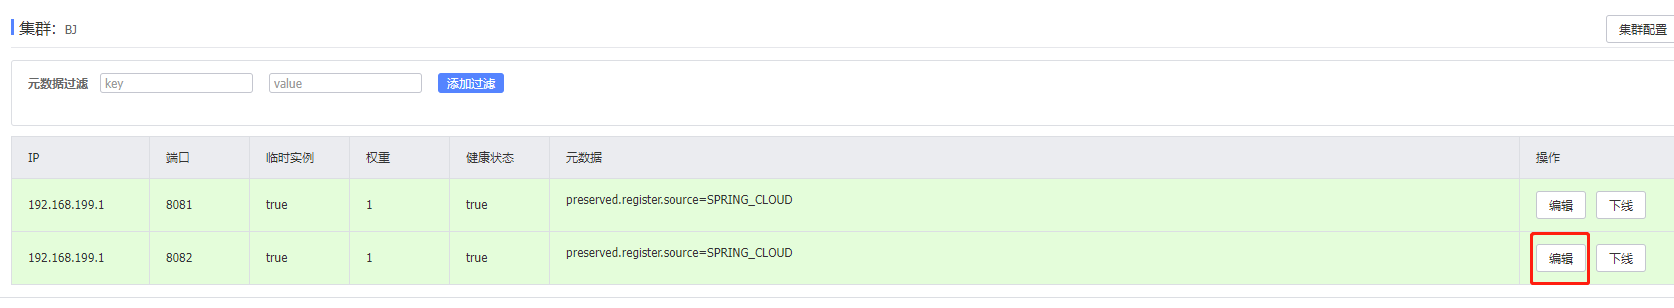 集群： BJ
集群配置
元数据过滤 key value 添加过滤
IP 端口 临时实例 权重 健康状态 元数据 操作
192.168.199.1 8081 true 1 true preserved.register.source=SPRING_CLOUD 编辑 下线
192.168.199.1 8082 true 1 true preserved.register.source=SPRING_CLOUD 编辑 下线